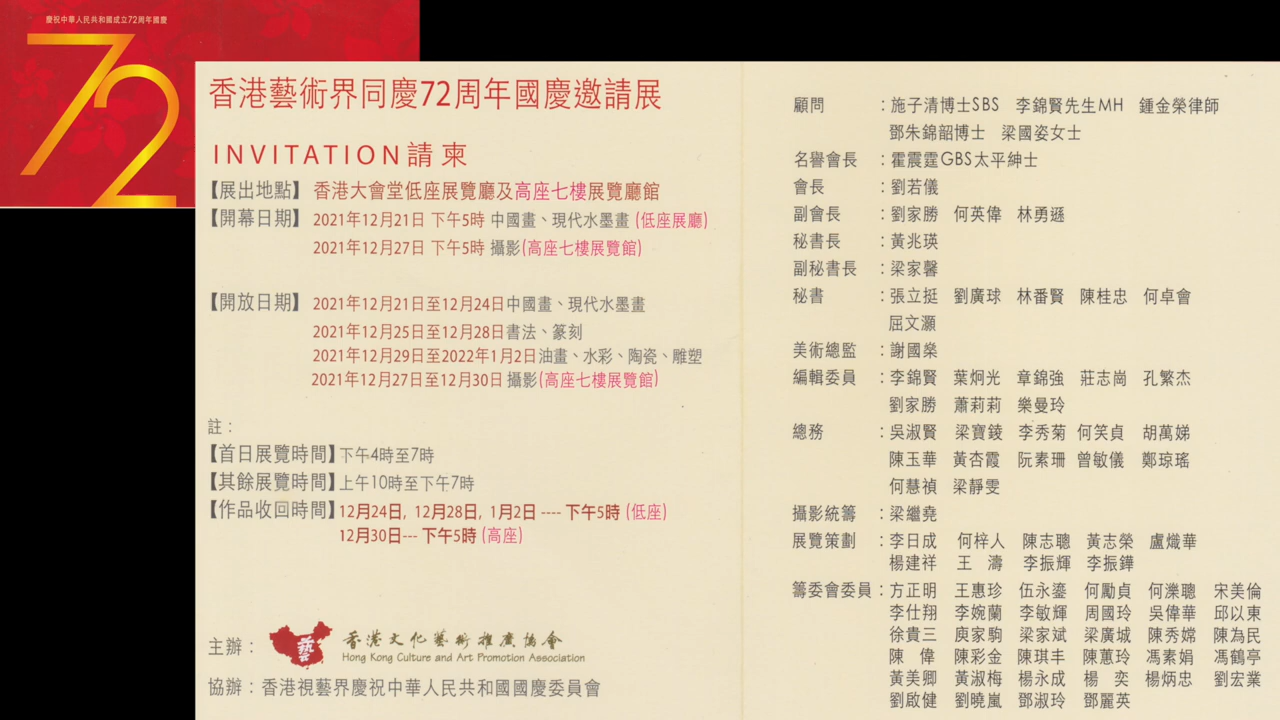 慶祝中華人民共和國成立72周年國慶
72
香港藝術界同慶72周年國慶邀請展
INVITATION 請柬
【展出地點】 香港大會堂低座展覽廳及高座七樓展覽廳館
【開幕日期】 2021年12月21日 下午5時 中國畫、現代水墨畫 (低座展廳)
2021年12月27日 下午5時 攝影(高座七樓展覽館)
【開放日期】 2021年12月21日至12月24日中國畫、現代水墨畫
2021年12月25日至12月28日書法、篆刻
2021年12月29日至2022年1月2日油畫、水彩、陶瓷、雕塑
2021年12月27日至12月30日 攝影(高座七樓展覽館)
註：
【首日展覽時間】下午4時至7時
【其餘展覽時間】上午10時至下午7時
【作品收回時間】12月24日, 12月28日, 1月2日 ---- 下午5時 (低座)
12月30日--- 下午5時 (高座)
主辦： 藝 香港文化藝術推廣協會
Hong Kong Culture and Art Promotion Association
協辦：香港視藝界慶祝中華人民共和國國慶委員會
顧問 ：施子清博士SBS 李錦賢先生MH 鍾金榮律師
鄧朱錦韶博士 梁國姿女士
名譽會長 ：霍震霆GBS太平紳士
會長 ：劉若儀
副會長 ：劉家勝 何英偉 林勇遜
秘書長 ：黃兆瑛
副秘書長 ：梁家馨
秘書 ：張立挺 劉廣球 林番賢 陳桂忠 何卓會
屈文灝
美術總監 ：謝國燊
編輯委員 ：李錦賢 葉炯光 章錦強 莊志崗 孔繁杰
劉家勝 蕭莉莉 樂曼玲
總務 ：吳淑賢 梁寶錂 李秀菊 何笑貞 胡萬娣
陳玉華 黃杏霞 阮素珊 曾敏儀 鄭琼瑤
何慧禎 梁靜雯
攝影統籌 ：梁繼堯
展覽策劃 ：李日成 何梓人 陳志聰 黃志榮 盧熾華
楊建祥 王 濤 李振輝 李振鏵
籌委會委員：方正明 王惠珍 伍永鎏 何勵貞 何濼聰 宋美倫
李仕翔 李婉蘭 李敏輝 周國玲 吳偉華 邱以東
徐貴三 庾家駒 梁家斌 梁廣城 陳秀嫦 陳為民
陳 偉 陳彩金 陳琪丰 陳蕙玲 馮素娟 馮鶴亭
黃美卿 黃淑梅 楊永成 楊 奕 楊炳忠 劉宏業
劉啟健 劉曉嵐 鄧淑玲 鄧麗英